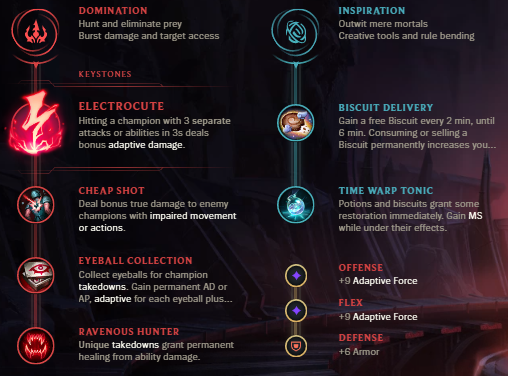 DOMINATION
Hunt and eliminate prey
Burst damage and target access
KEYSTONES
ELECTROCUTE
Hitting a champion with 3 separate
attacks or abilities in 3s deals
bonus adaptive damage.
CHEAP SHOT
Deal bonus true damage to enemy
champions with impaired movement
or actions.
EYEBALL COLLECTION
Collect eyeballs for champion
takedowns. Gain permanent AD or
AP, adaptive for each eyeball plus...
RAVENOUS HUNTER
Unique takedowns grant permanent
healing from ability damage.
INSPIRATION
Outwit mere mortals
Creative tools and rule bending
BISCUIT DELIVERY
Gain a free Biscuit every 2 min, until
6 min. Consuming or selling a
Biscuit permanently increases you...
TIME WARP TONIC
Potions and biscuits grant some
restoration immediately. Gain MS
while under their effects.
OFFENSE
+9 Adaptive Force
FLEX
+9 Adaptive Force
DEFENSE
+6 Armor